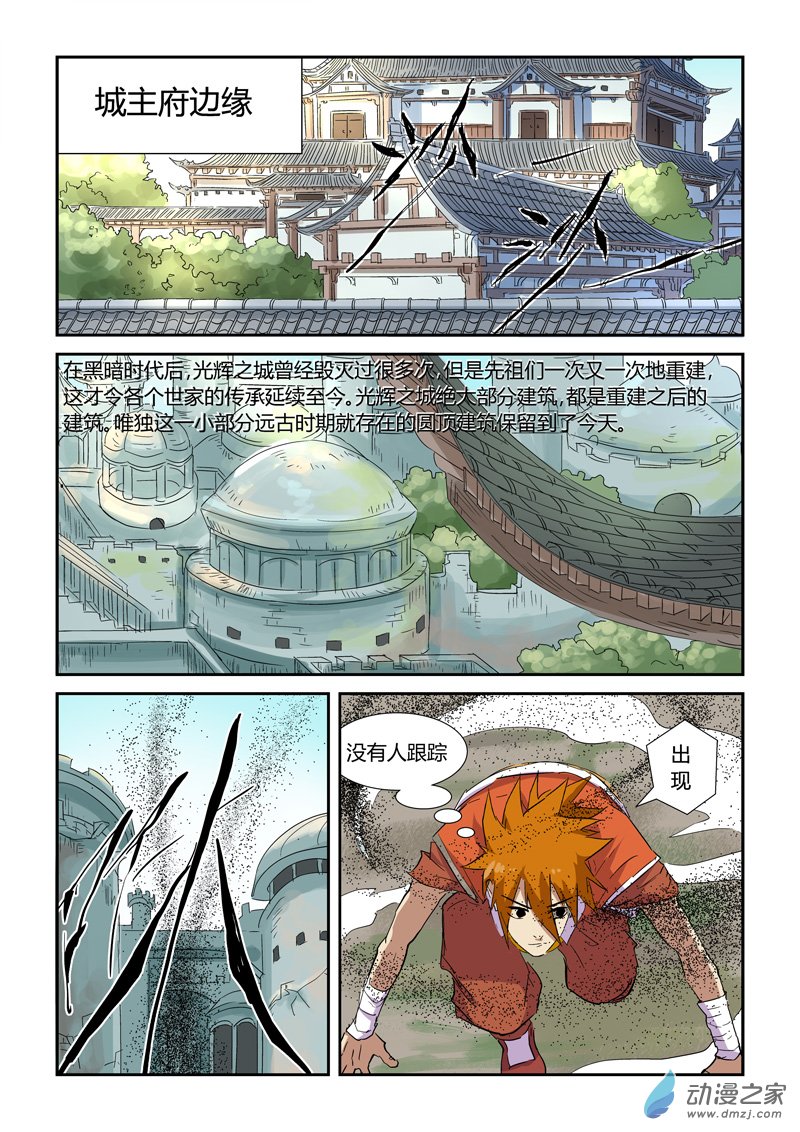 城主府边缘
沙
沙
在黑暗时代后，光辉之城曾经毁灭过很多次，但是先祖们一次又一次地重建，
这才令各个世家的传承延续至今。光辉之城绝大部分建筑，都是重建之后的
建筑。唯独这一小部分远古时期就存在的圆顶建筑保留到了今天。
沙
没有人跟踪
出
现
动漫之家
www.dmzj.com